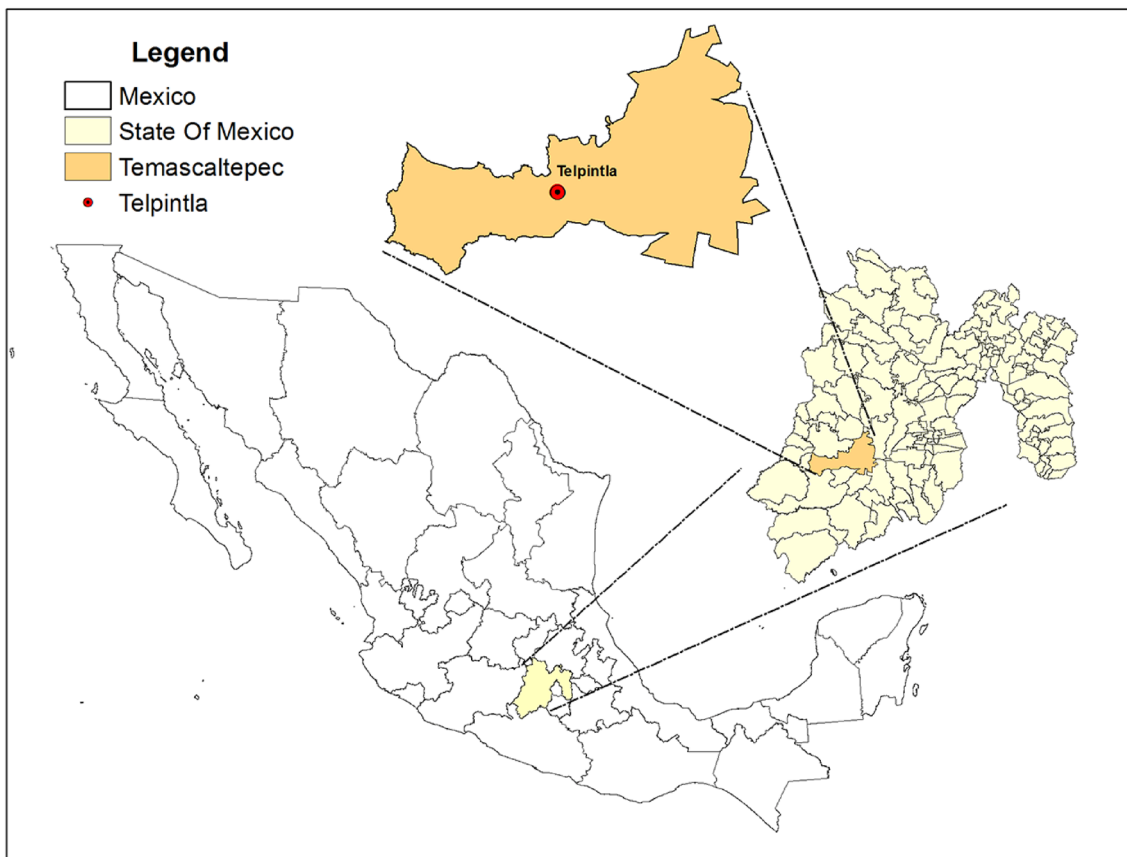 Legend
Mexico
State Of Mexico
Temascaltepec
Telpintla
Telpintla